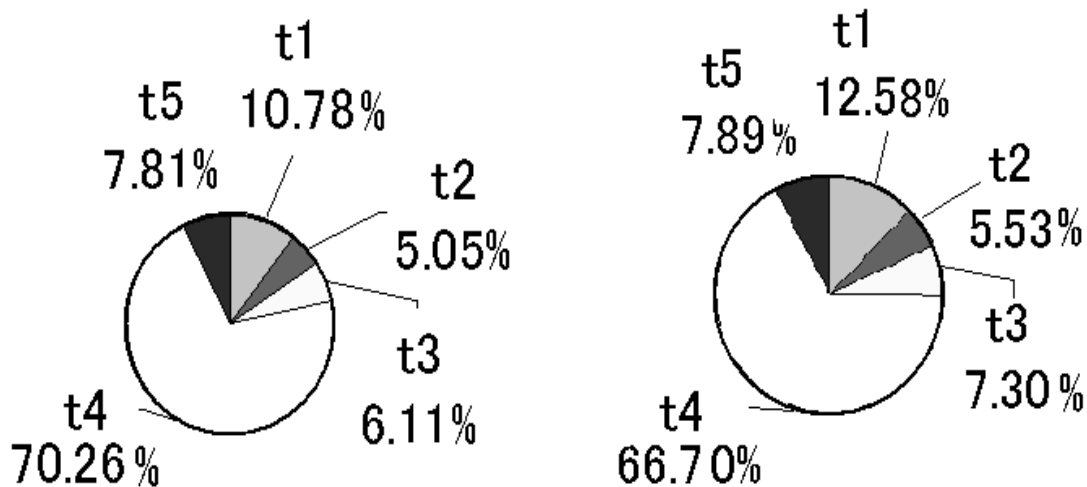 t1
10.78%
t5
7.81%
t2
5.05%
t3
6.11%
t4
70.26%
t1
12.58%
t5
7.89%
t2
5.53%
t3
7.30%
t4
66.70%